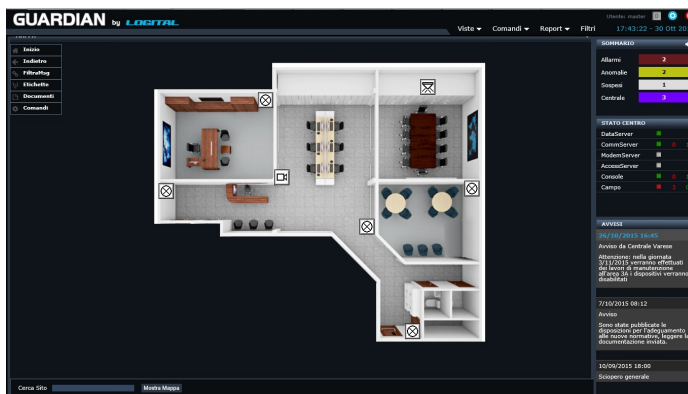 GUARDIAN by LOGITAL
Utente: master
Viste Comandi Report Filtri
17:43:22 - 30 Ott 20
Inizio
Indietro
FiltraMsg
Etichette
Documenti
Comandi
SOMMARIO
Allarmi 2
Anomalie 2
Sospesi 1
Centrale 3
STATO CENTRO
DataServer
CommServer 0
ModemServer
AccessServer
Console 0
Campo 3
AVVISI
26/10/2015 16:45
Avviso da Centrale Varese
Attenzione: nella giornata
3/11/2015 verranno effettuati
dei lavori di manutenzione
all'area 3A i dispositivi verranno
disabilitati
7/10/2015 08:12
Avviso
Sono state pubblicate le
disposizioni per l'adeguamento
alle nuove normative, leggere la
documentazione inviata.
10/09/2015 18:00
Sciopero generale
Cerca Sito
Mostra Mappa